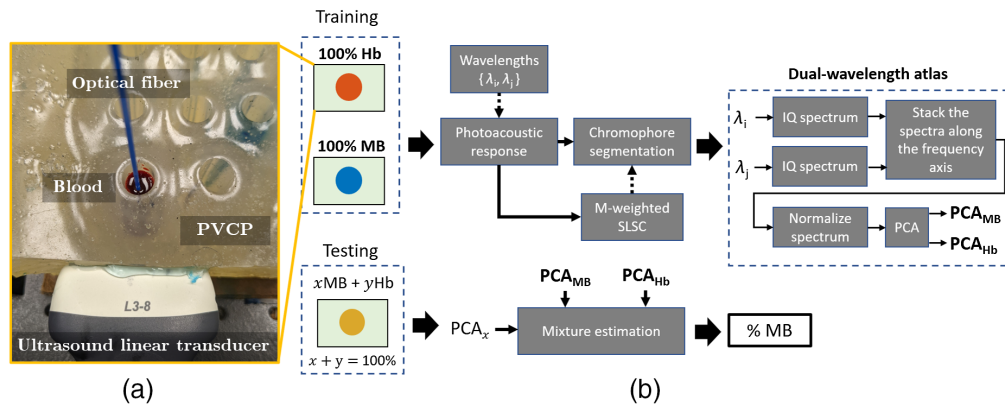 Optical fiber
Blood
PVCP
L3-8
Ultrasound linear transducer
(a)
Training
100% Hb
100% MB
Testing
xMB + yHb
x + y = 100%
Wavelengths
{λi, λj}
Photoacoustic
response
Chromophore
segmentation
M-weighted
SLSC
Dual-wavelength atlas
λi
IQ spectrum
λj
IQ spectrum
Stack the
spectra along
the frequency
axis
Normalize
spectrum
PCA
PCAMB
PCAHb
PCAx
PCAMB
PCAHb
Mixture estimation
% MB
(b)